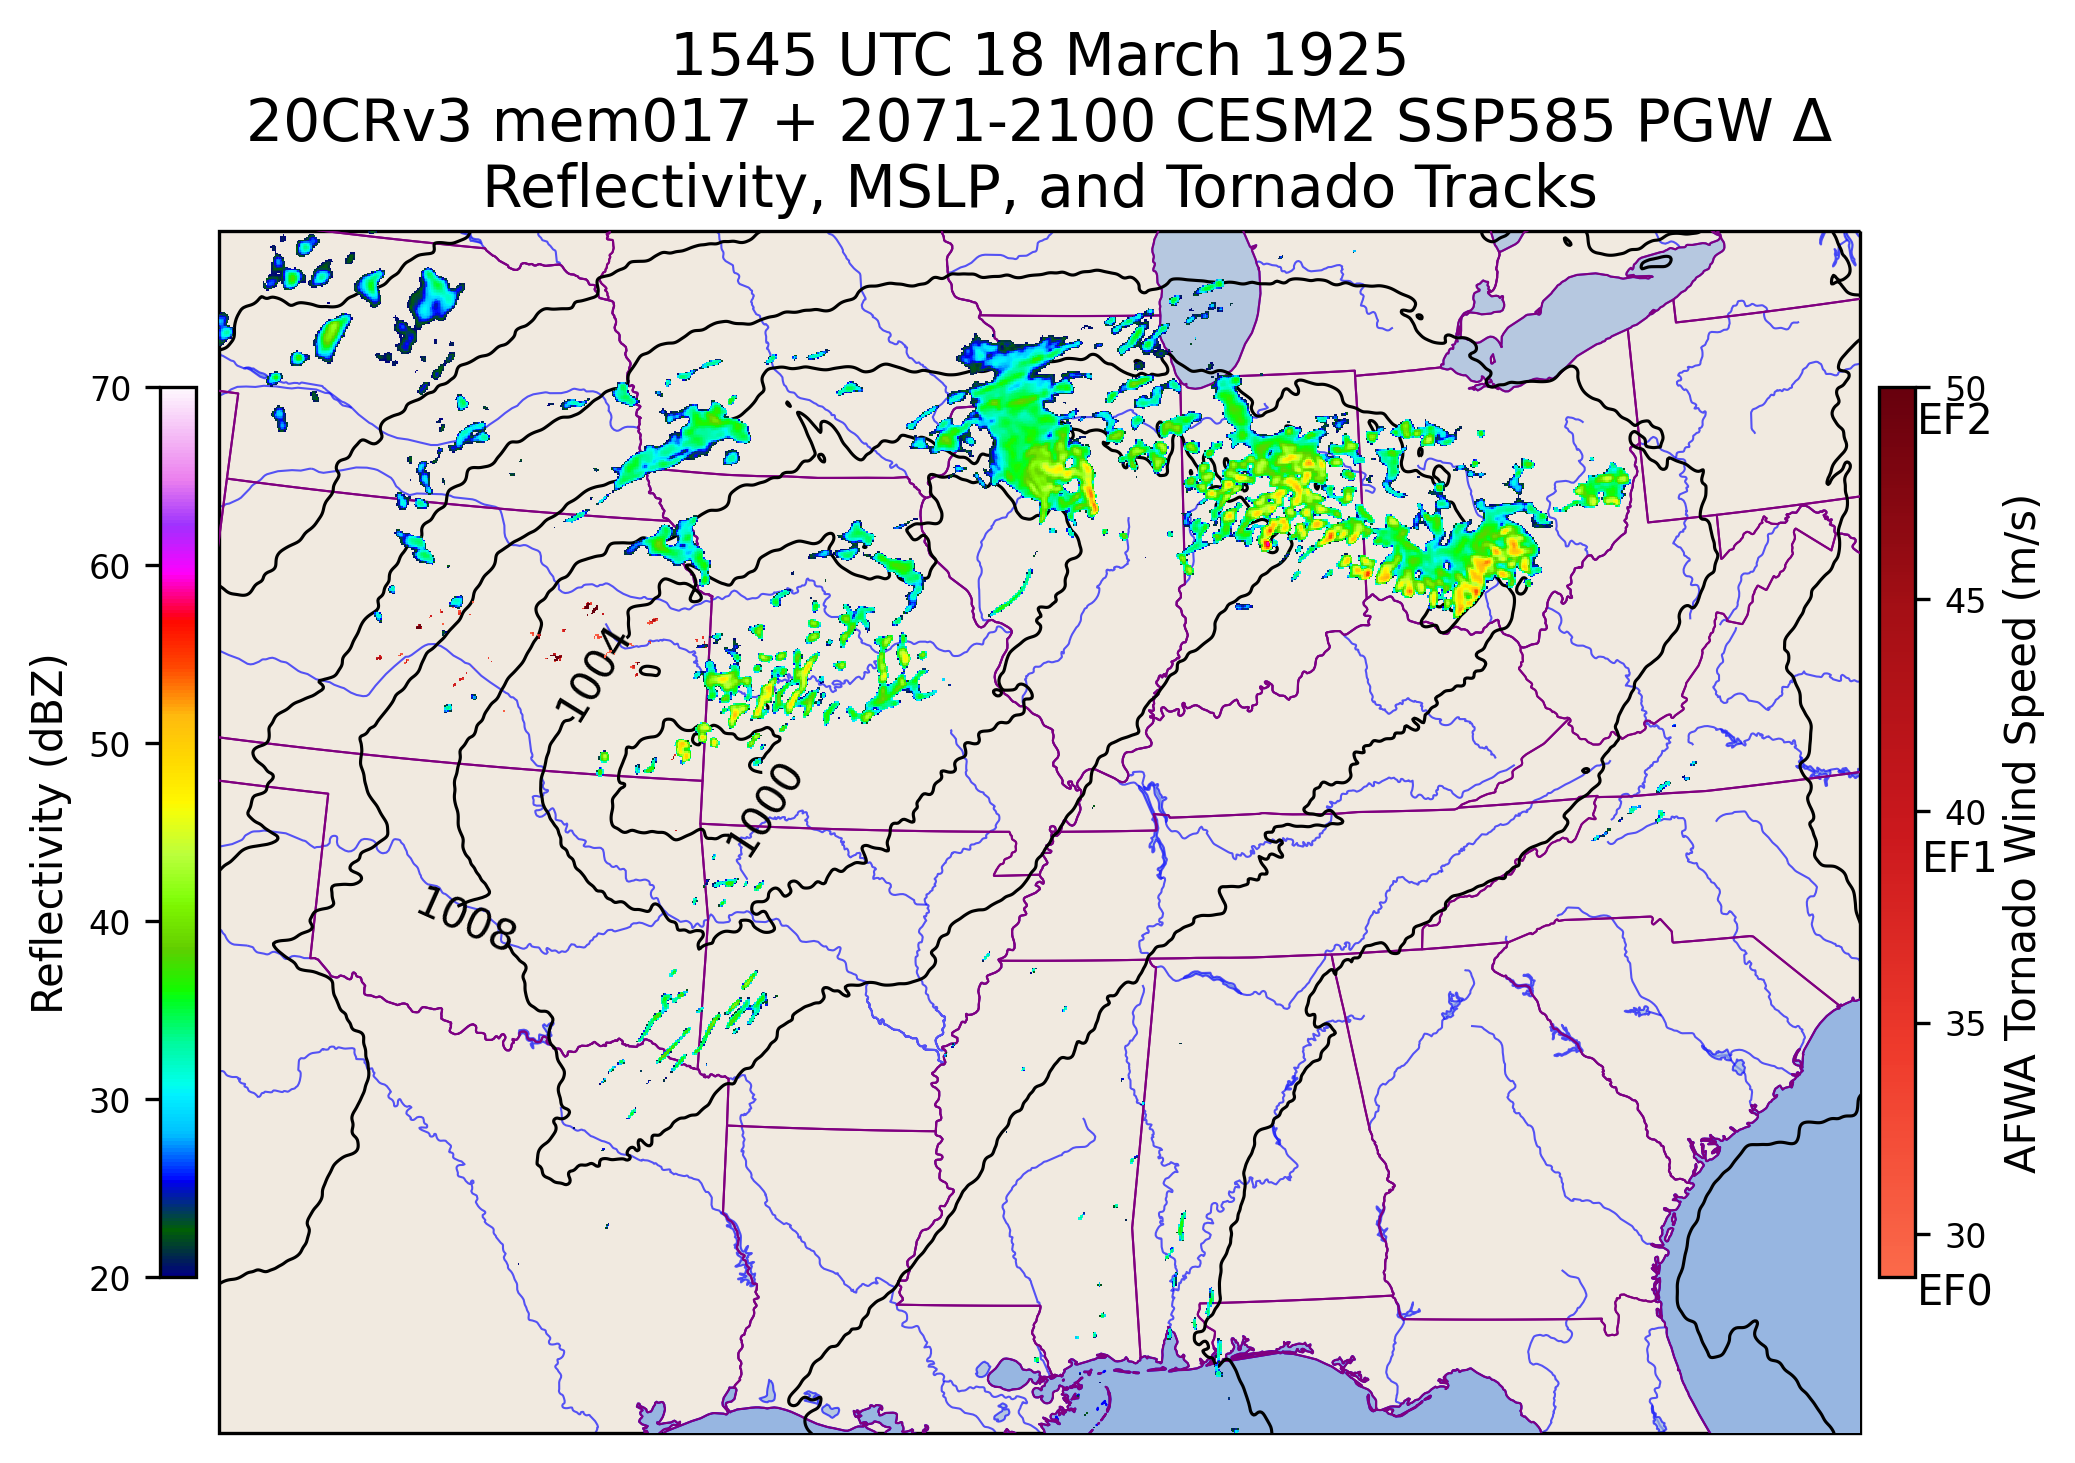 1545 UTC 18 March 1925
20CRv3 mem017 + 2071-2100 CESM2 SSP585 PGW Δ
Reflectivity, MSLP, and Tornado Tracks
70
60
50
40
30
20
Reflectivity (dBZ)
1004
1000
1008
50
EF2
45
40
EF1
35
30
EF0
AFWA Tornado Wind Speed (m/s)